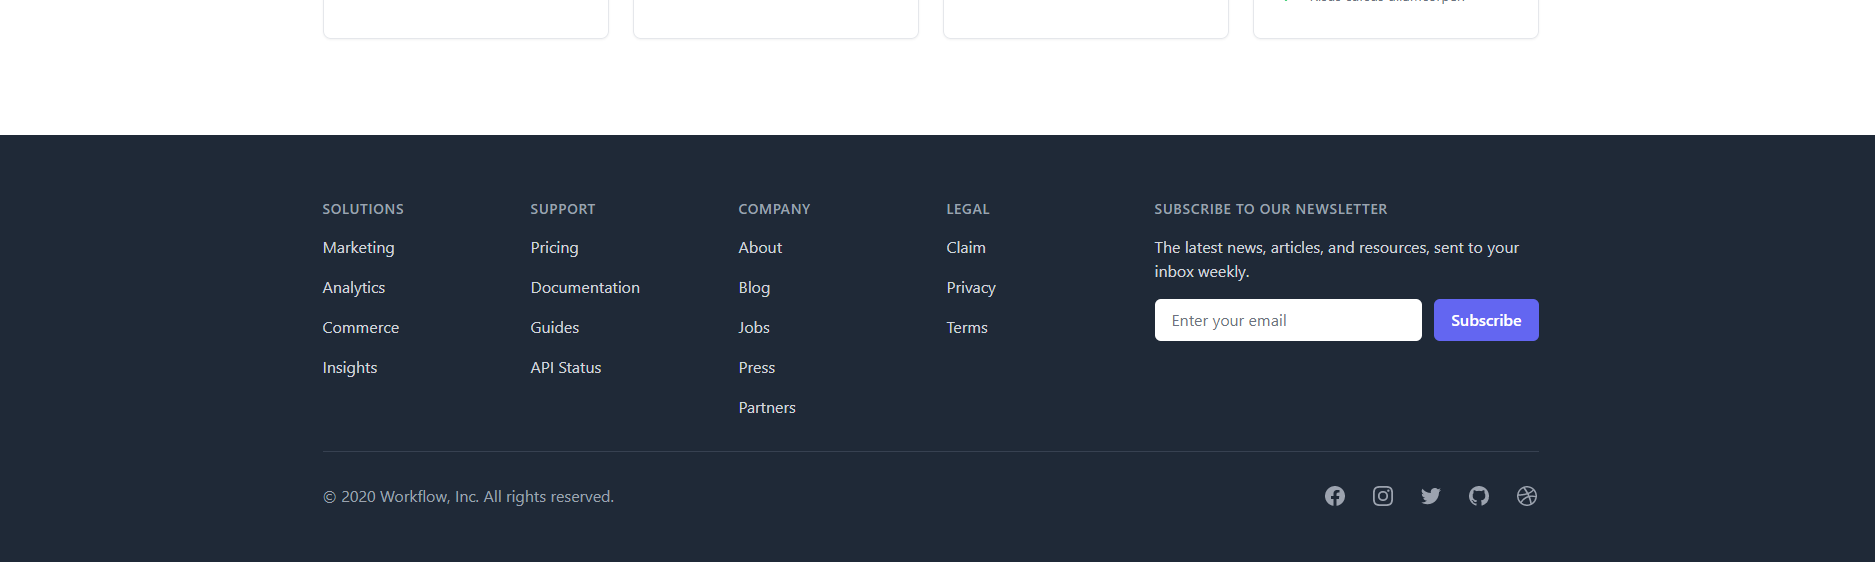 SOLUTIONS
Marketing
Analytics
Commerce
Insights
SUPPORT
Pricing
Documentation
Guides
API Status
COMPANY
About
Blog
Jobs
Press
Partners
LEGAL
Claim
Privacy
Terms
SUBSCRIBE TO OUR NEWSLETTER
The latest news, articles, and resources, sent to your
inbox weekly.
Enter your email
Subscribe
© 2020 Workflow, Inc. All rights reserved.